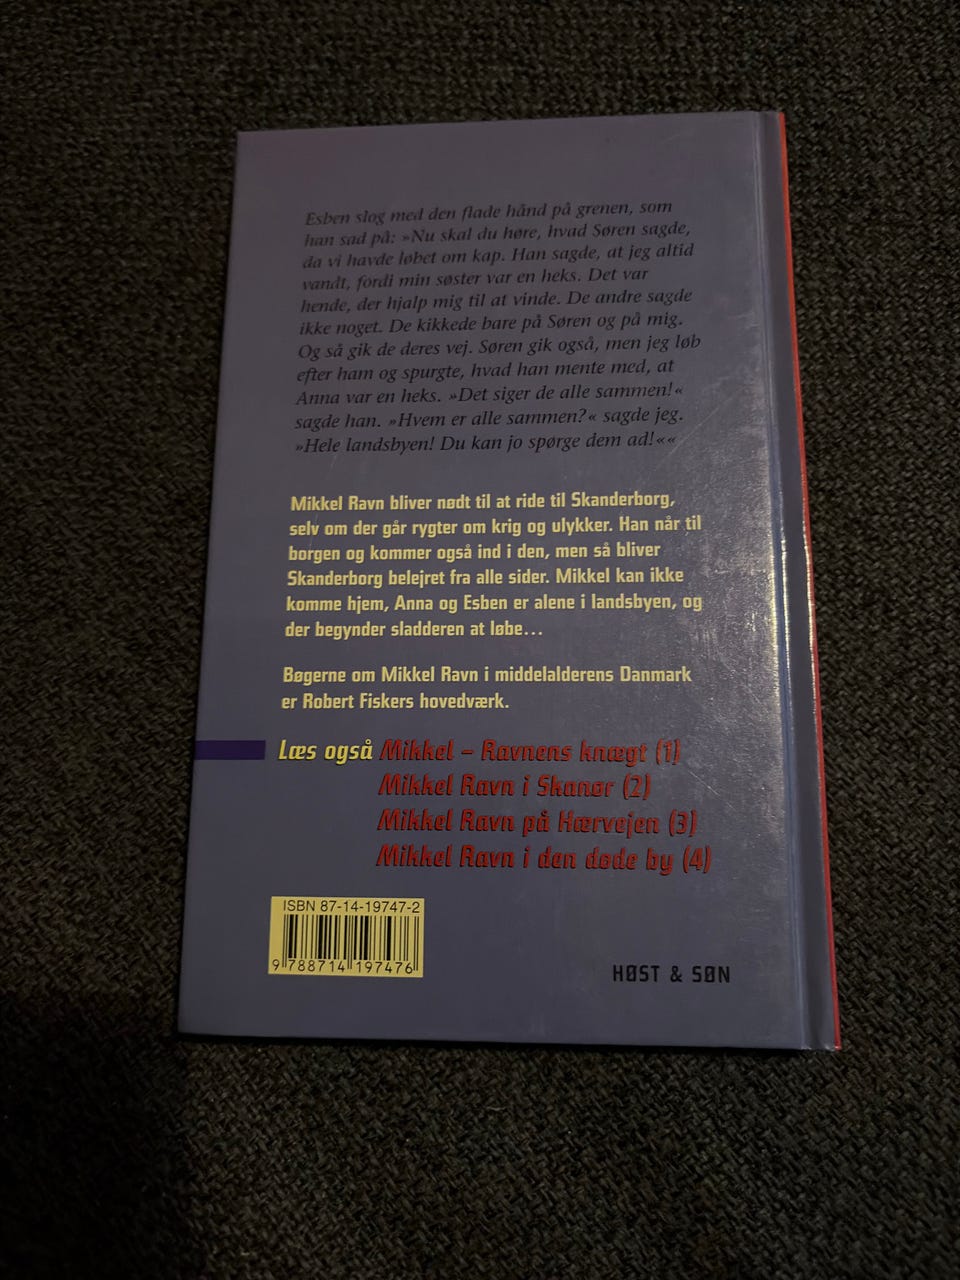 Esben slog med den flade hånd på grenen, som
han sad på: »Nu skal du høre, hvad Søren sagde,
da vi havde løbet om kap. Han sagde, at jeg altid
vandt, fordi min søster var en heks. Det var
hende, der hjalp mig til at vinde. De andre sagde
ikke noget. De kikkede bare på Søren og på mig.
Og så gik de deres vej. Søren gik også, men jeg løb
efter ham og spurgte, hvad han mente med, at
Anna var en heks. »Det siger de alle sammen!«
sagde han. »Hvem er alle sammen?« sagde jeg.
»Hele landsbyen! Du kan jo spørge dem ad!««
Mikkel Ravn bliver nødt til at ride til Skanderborg,
selv om der går rygter om krig og ulykker. Han når til
borgen og kommer også ind i den, men så bliver
Skanderborg belejret fra alle sider. Mikkel kan ikke
komme hjem, Anna og Esben er alene i landsbyen, og
der begynder sladderen at løbe...
Bøgerne om Mikkel Ravn i middelalderens Danmark
er Robert Fiskers hovedværk.
Læs også Mikkel – Ravnens knægt (1)
Mikkel Ravn i Skanør (2)
Mikkel Ravn på Hærvejen (3)
Mikkel Ravn i den døde by (4)
ISBN 87-14-19747-2
9 788714 197476
HØST & SØN